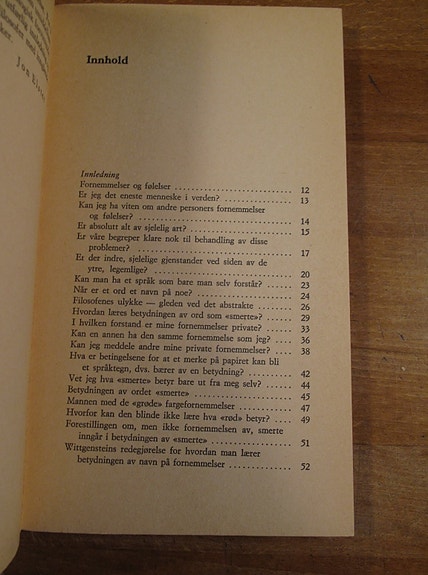 Jon
Innhold
Innledning
Fornemmelser og følelser ............................ 12
Er jeg det eneste menneske i verden? ................ 13
Kan jeg ha viten om andre personers fornemmelser
og følelser? .................................... 14
Er absolutt alt av sjelelig art? ......................... 15
Er våre begreper klare nok til behandling av disse
problemer? ..................................... 17
Er der indre, sjelelige gjenstander ved siden av de
ytre, legemlige? ................................. 20
Kan man ha et språk som bare man selv forstår? ..... 23
Når er et ord et navn på noe? ....................... 24
Filosofenes ulykke — gleden ved det abstrakte ....... 26
Hvordan læres betydningen av ord som «smerte»? .... 29
I hvilken forstand er mine fornemmelser private? ..... 33
Kan en annen ha den samme fornemmelse som jeg? ... 36
Kan jeg meddele andre mine private fornemmelser? ... 38
Hva er betingelsene for at et merke på papiret kan bli
et språktegn, dvs. bærer av en betydning? ........ 42
Vet jeg hva «smerte» betyr bare ut fra meg selv? .... 44
Betydningen av ordet «smerte» ...................... 45
Mannen med de «grøde» fargefornemmelser .......... 47
Hvorfor kan den blinde ikke lære hva «rød» betyr? ... 49
Forestillingen om, men ikke fornemmelsen av, smerte
inngår i betydningen av «smerte» ................. 51
Wittgensteins redegjørelse for hvordan man lærer
betydningen av navn på fornemmelser .............. 52